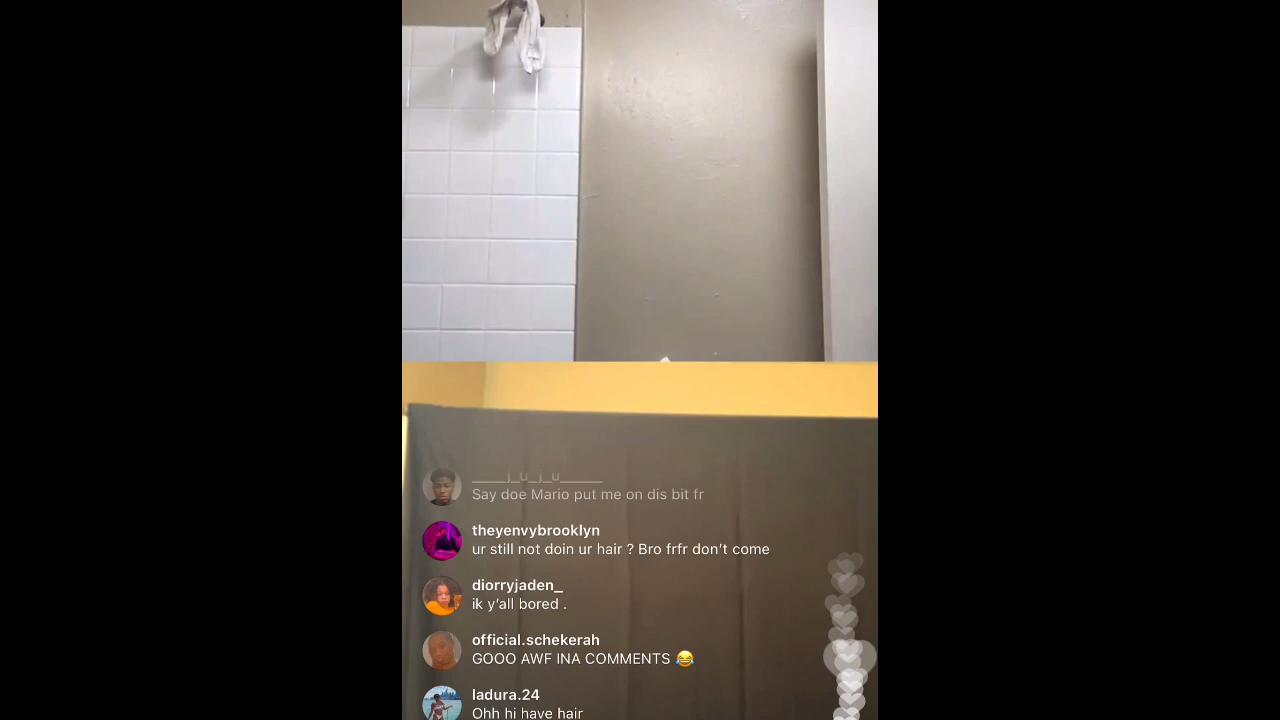 _____j_u_j_u______
Say doe Mario put me on dis bit fr
theyenvybrooklyn
ur still not doin ur hair ? Bro frfr don't come
diorryjaden_
ik y'all bored .
official.schekerah
GOOO AWF INA COMMENTS 😂
ladura.24
Ohh hi have hair